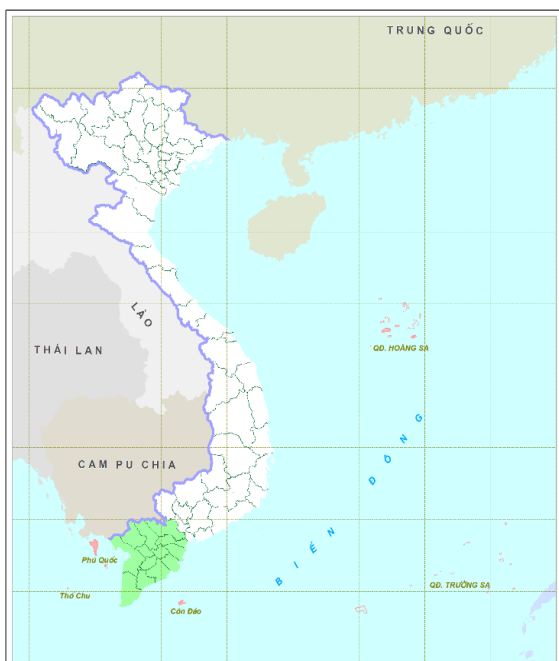 TRUNG QUỐC
LÀO
QĐ. HOÀNG SA
THÁI LAN
CAM PU CHIA
BIỂN ĐÔNG
Phú Quốc
QĐ. TRƯỜNG SA
Thổ Chu
Côn Đảo